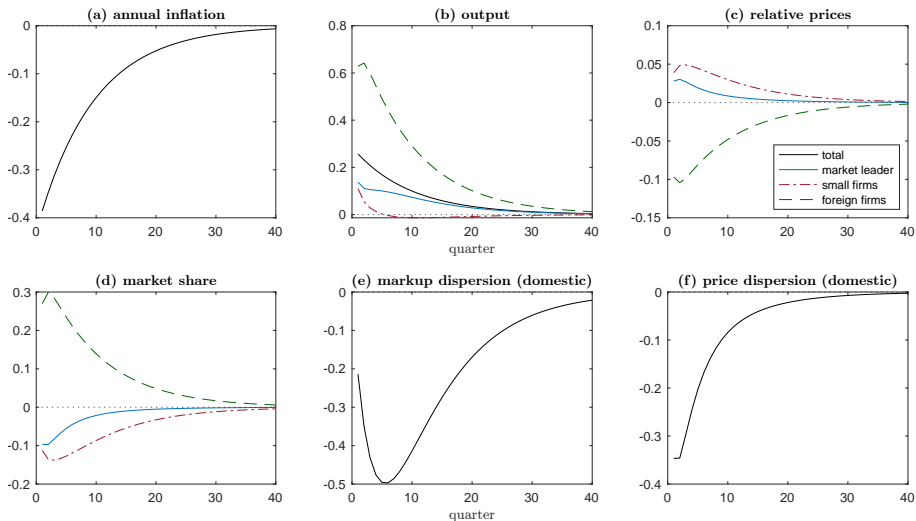 (a) annual inflation
(b) output
(c) relative prices
0
-0.1
-0.2
-0.3
-0.4
0 10 20 30 40
0.8
0.6
0.4
0.2
0
0 10 20 30 40
quarter
0.1
0.05
0
-0.05
-0.1
-0.15
0 10 20 30 40
total
market leader
small firms
foreign firms
(d) market share
(e) markup dispersion (domestic)
(f) price dispersion (domestic)
0.3
0.2
0.1
0
-0.1
-0.2
0 10 20 30 40
0
-0.1
-0.2
-0.3
-0.4
-0.5
0 10 20 30 40
quarter
0
-0.1
-0.2
-0.3
-0.4
0 10 20 30 40